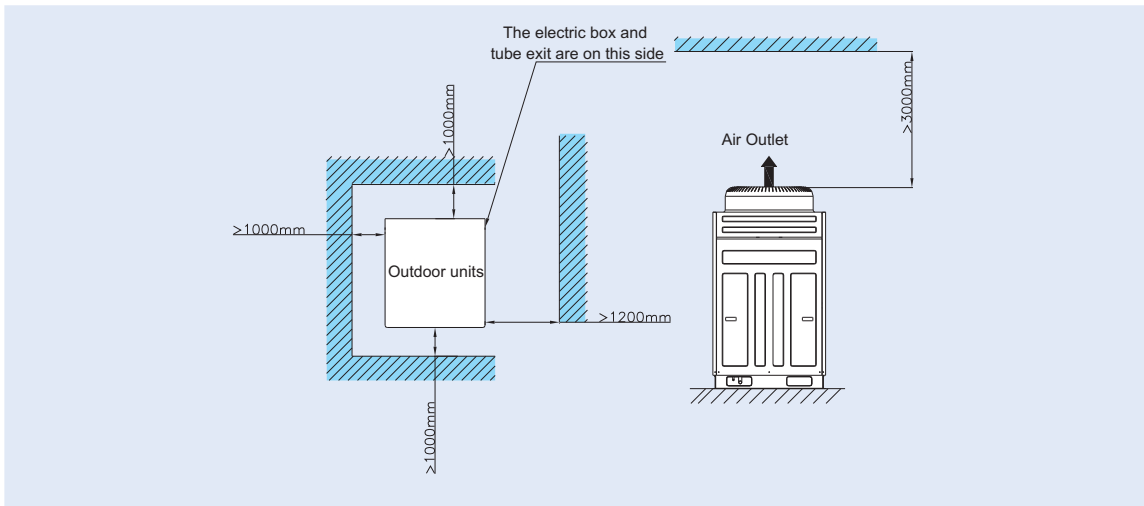 The electric box and
tube exit are on this side
>1000mm
>3000mm
Air Outlet
>1000mm
Outdoor units
>1200mm
>1000mm